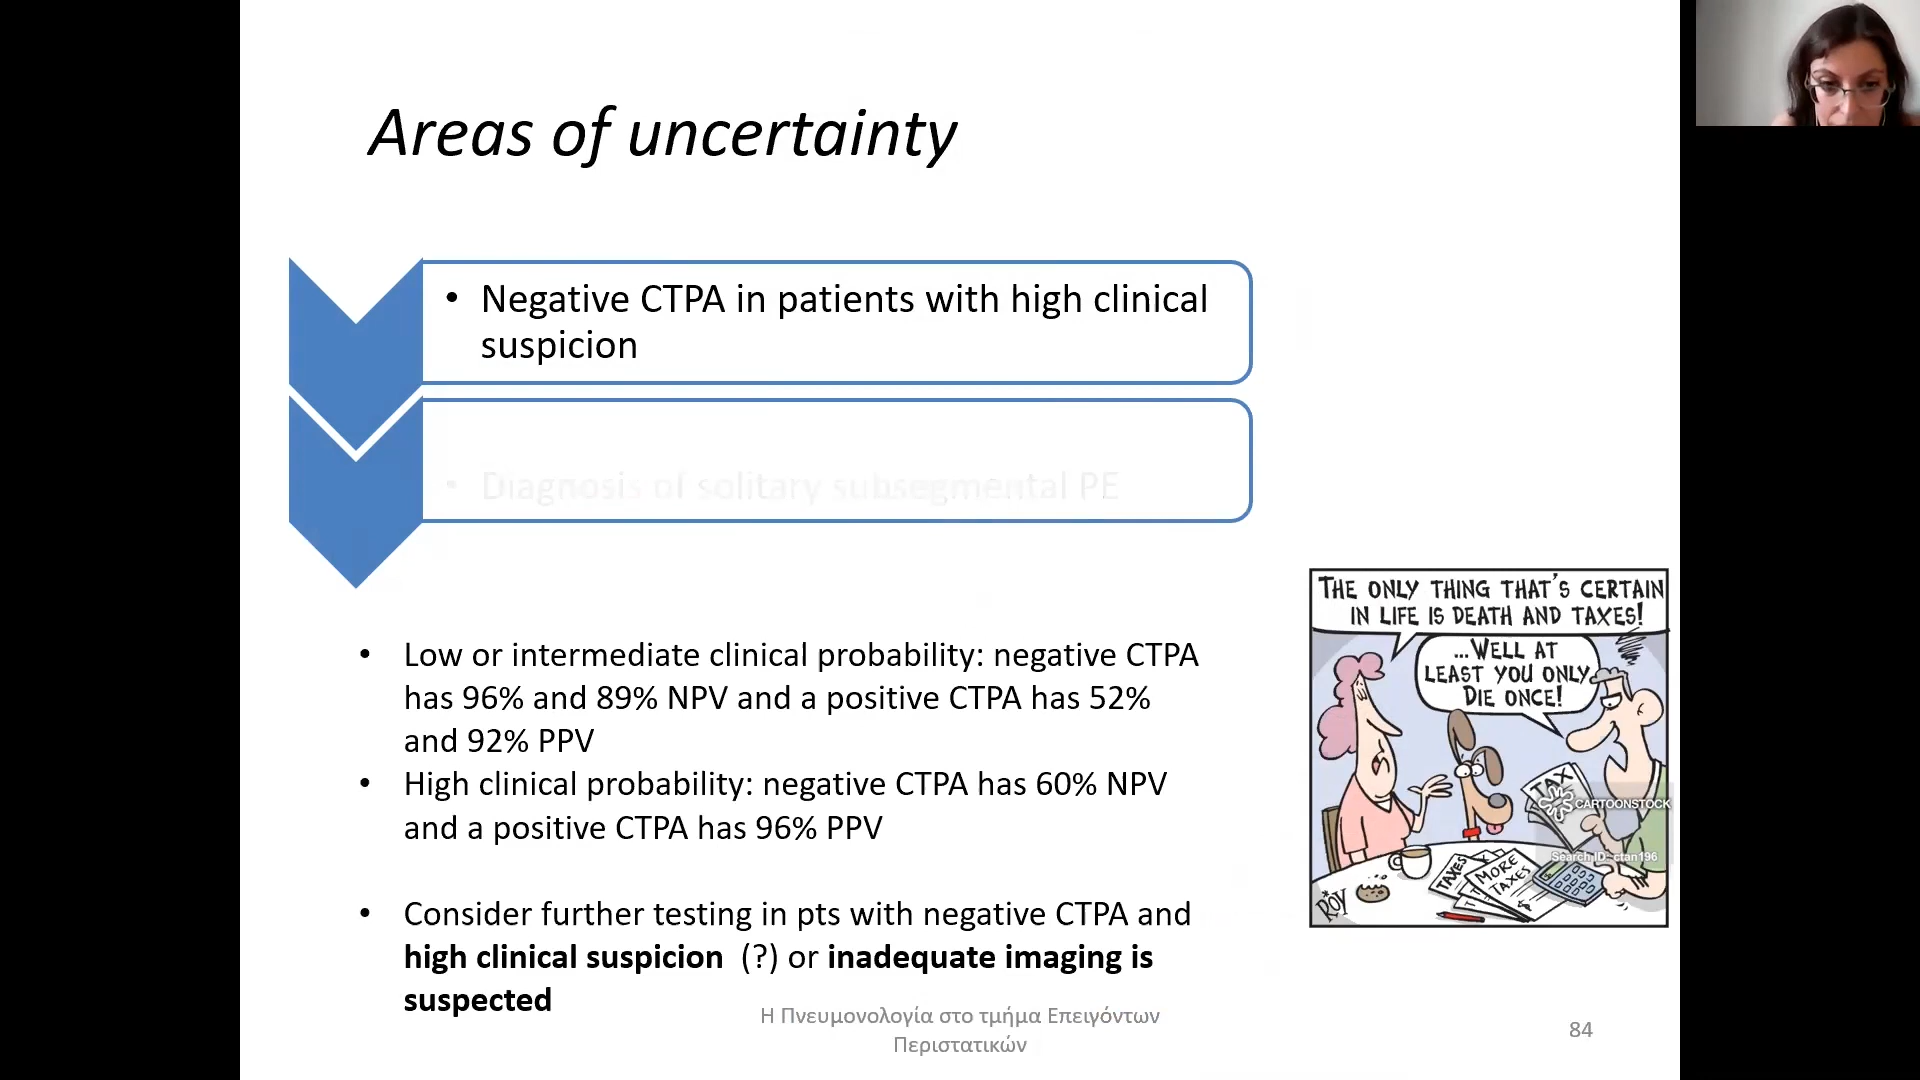 Areas of uncertainty
• Negative CTPA in patients with high clinical
suspicion
• Diagnosis of solitary subsegmental PE
• Low or intermediate clinical probability: negative CTPA
has 96% and 89% NPV and a positive CTPA has 52%
and 92% PPV
• High clinical probability: negative CTPA has 60% NPV
and a positive CTPA has 96% PPV
• Consider further testing in pts with negative CTPA and
high clinical suspicion (?) or inadequate imaging is
suspected
THE ONLY THING THAT'S CERTAIN
IN LIFE IS DEATH AND TAXES!
...WELL AT
LEAST YOU ONLY
DIE ONCE!
TAX
CARTOONSTOCK
Search ID: ctan196
TAXES
MORE
TAXES
ROY
Η Πνευμονολογία στο τμήμα Επειγόντων
Περιστατικών
84